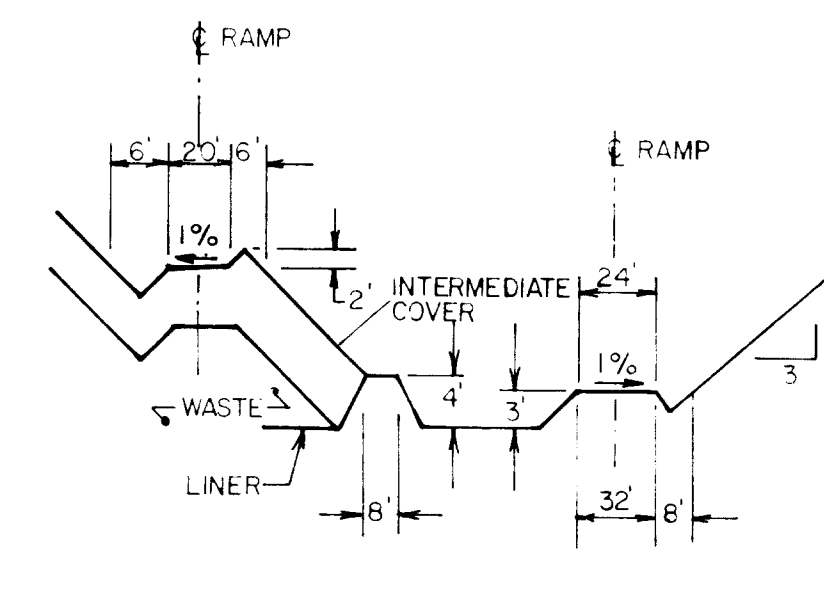 ℄ RAMP
6' 20' 6'
1%
2'
INTERMEDIATE
COVER
WASTE
LINER
8'
4'
3'
℄ RAMP
24'
1%
3
32' 8'